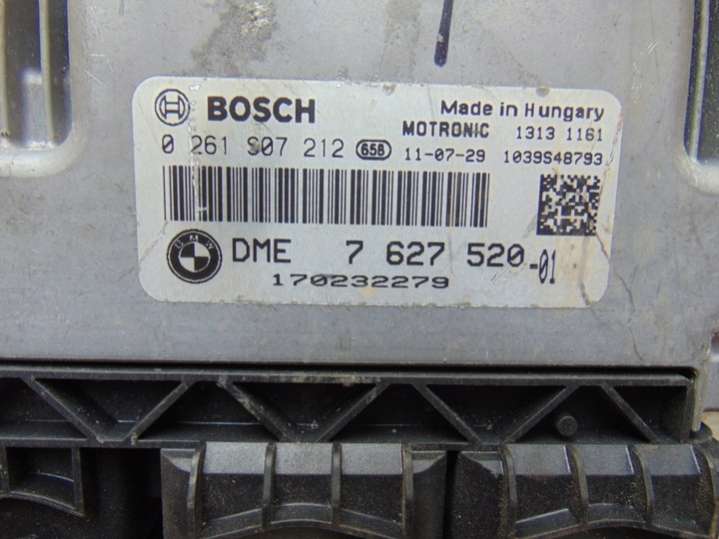 BOSCH Made in Hungary
MOTRONIC 1313 1161
0 261 S07 212 658 11-07-29 1039S48793
BMW DME 7 627 520-01
170232279